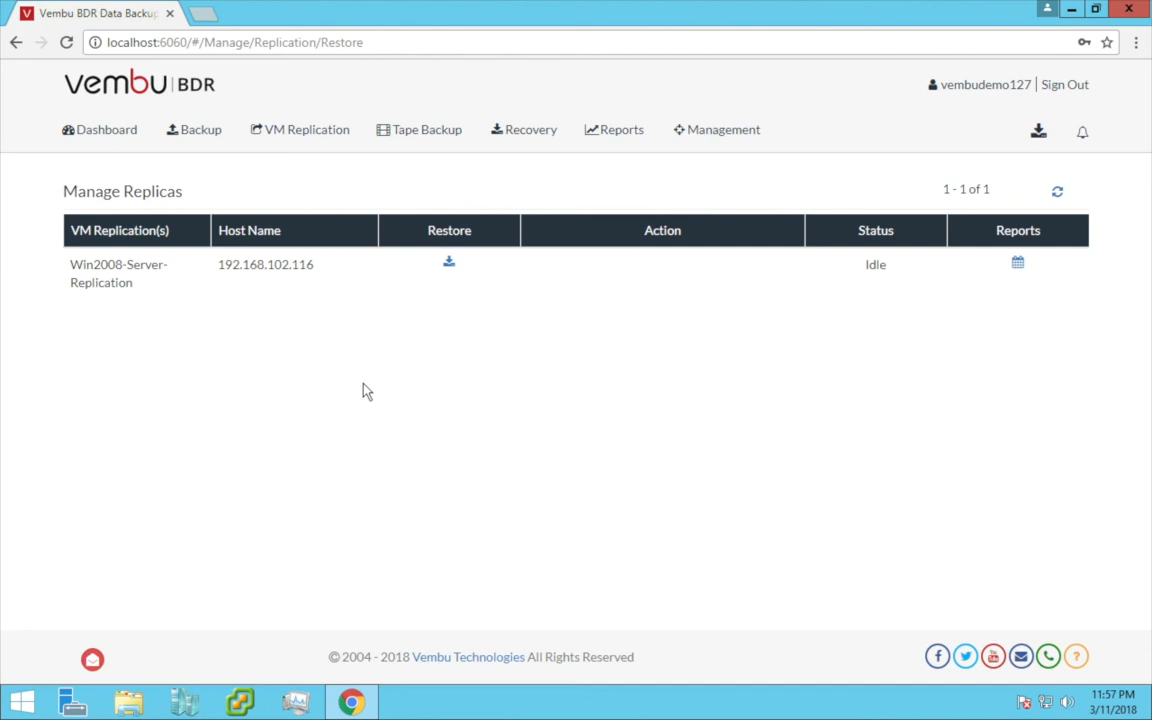 Vembu BDR Data Backup
localhost:6060/#/Manage/Replication/Restore
vembu BDR
vembudemo127 | Sign Out
Dashboard Backup VM Replication Tape Backup Recovery Reports Management
Manage Replicas
1 - 1 of 1
VM Replication(s) Host Name Restore Action Status Reports
Win2008-Server- 192.168.102.116 Idle
Replication
© 2004 - 2018 Vembu Technologies All Rights Reserved
11:57 PM
3/11/2018